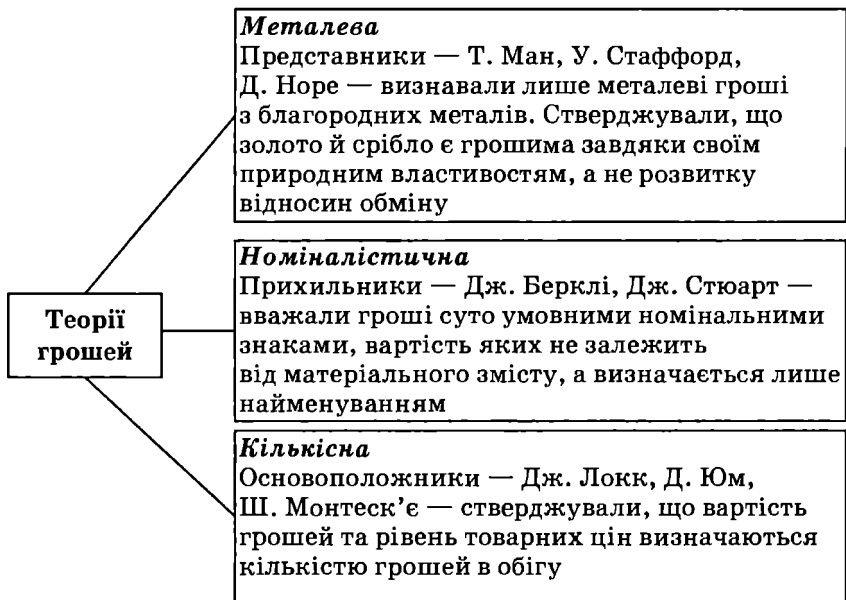 Металева
Представники — Т. Ман, У. Стаффорд,
Д. Норе — визнавали лише металеві гроші
з благородних металів. Стверджували, що
золото й срібло є грошима завдяки своїм
природним властивостям, а не розвитку
відносин обміну
Теорії
грошей
Номіналістична
Прихильники — Дж. Берклі, Дж. Стюарт —
вважали гроші суто умовними номінальними
знаками, вартість яких не залежить
від матеріального змісту, а визначається лише
найменуванням
Кількісна
Основоположники — Дж. Локк, Д. Юм,
Ш. Монтеск’є — стверджували, що вартість
грошей та рівень товарних цін визначаються
кількістю грошей в обігу